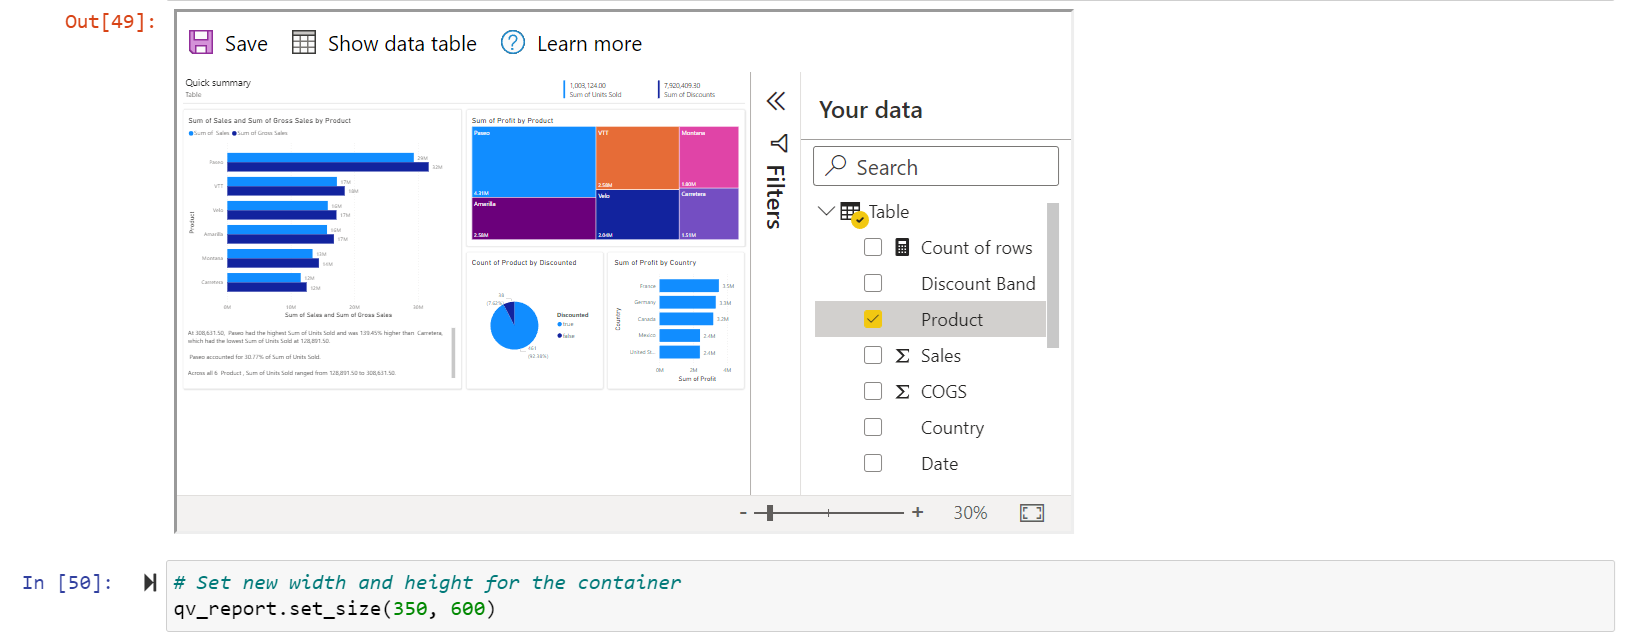 Out[49]:
Save Show data table Learn more
Quick summary
Table
1,003,124.00
Sum of Units Sold
7,920,409.30
Sum of Discounts
Sum of Sales and Sum of Gross Sales by Product
Sum of Sales Sum of Gross Sales
Product
Paseo 29M 32M
VTT 17M 18M
Velo 16M 17M
Amarilla 16M 17M
Montana 13M 14M
Carretera 12M 12M
0M 10M 20M 30M
Sum of Sales and Sum of Gross Sales
At 308,631.50, Paseo had the highest Sum of Units Sold and was 139.45% higher than Carretera,
which had the lowest Sum of Units Sold at 128,891.50.
Paseo accounted for 30.77% of Sum of Units Sold.
Across all 6 Product, Sum of Units Sold ranged from 128,891.50 to 308,631.50.
Sum of Profit by Product
Paseo
4.31M
VTT
2.58M
Montana
1.80M
Amarilla
2.58M
Velo
2.04M
Carretera
1.51M
Count of Product by Discounted
(7.62%)
(92.38%)
Discounted
true
false
Sum of Profit by Country
Country
France 3.5M
Germany 3.3M
Canada 3.2M
Mexico 2.4M
United St... 2.4M
0M 2M 4M
Sum of Profit
Filters
Your data
Search
Table
Count of rows
Discount Band
Product
Σ Sales
Σ COGS
Country
Date
- + 30%
In [50]:
# Set new width and height for the container
qv_report.set_size(350, 600)